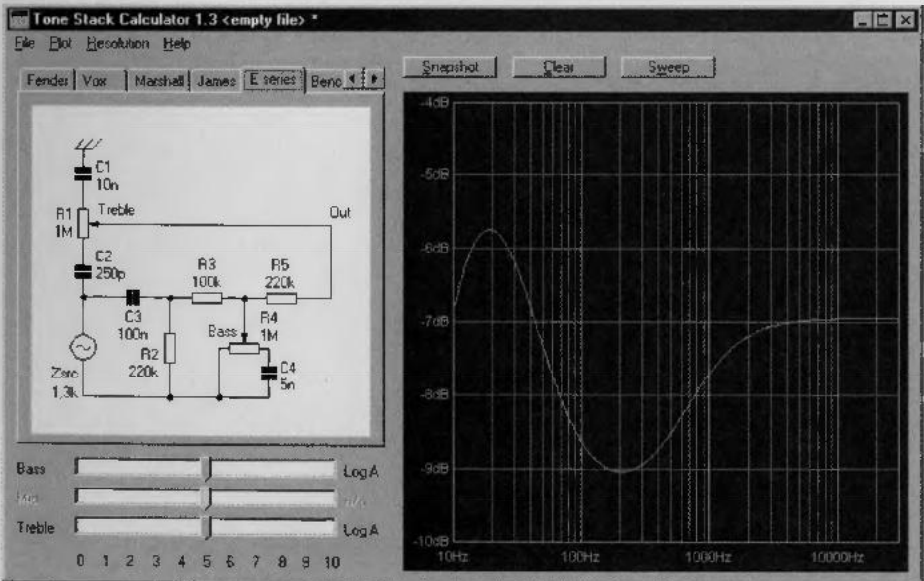 Tone Stack Calculator 1.3 <empty file> *
File Plot Resolution Help
Fender Vox Marshall James E series Benc
Snapshot Clear Sweep
C1
10n
R1
1M
Treble
Out
C2
250p
R3
100k
R5
220k
C3
100n
Bass
R4
1M
R2
220k
C4
5n
1,3k
-4dB
-5dB
-6dB
-7dB
-8dB
-9dB
-10dB
10Hz 100Hz 1000Hz 10000Hz
Bass LogA
Treble LogA
0 1 2 3 4 5 6 7 8 9 10